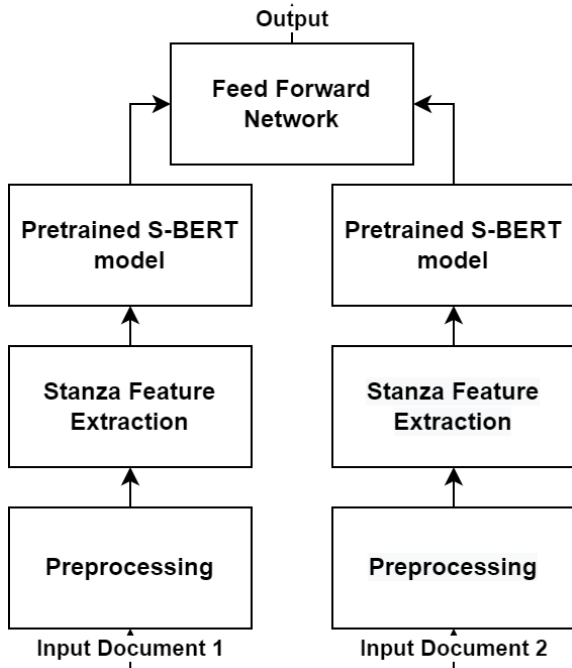 Output
Feed Forward
Network
Pretrained S-BERT
model
Pretrained S-BERT
model
Stanza Feature
Extraction
Stanza Feature
Extraction
Preprocessing
Preprocessing
Input Document 1
Input Document 2